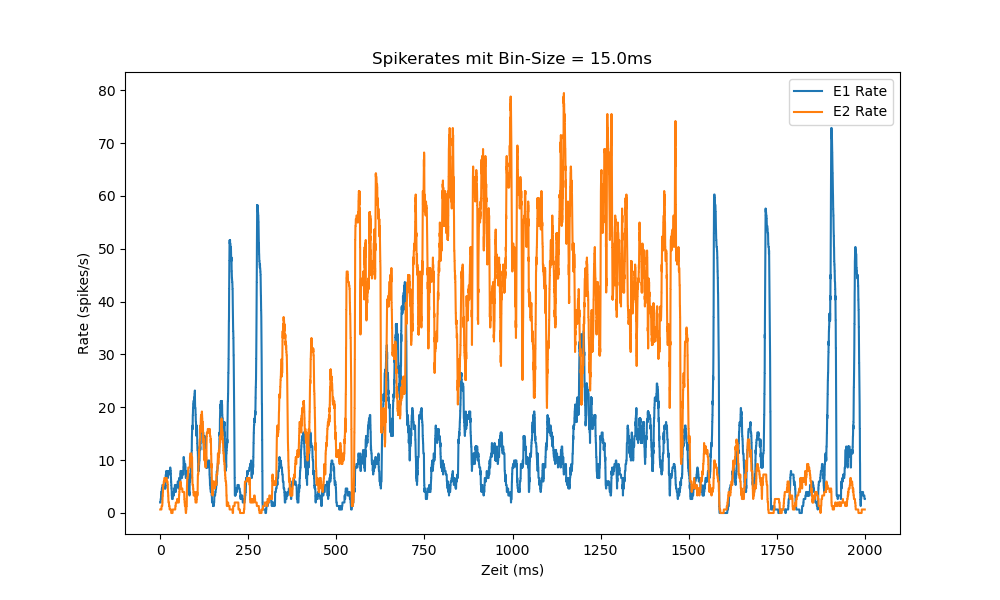 Spikerates mit Bin-Size = 15.0ms
E1 Rate
E2 Rate
80
70
60
50
40
30
20
10
0
Rate (spikes/s)
0 250 500 750 1000 1250 1500 1750 2000
Zeit (ms)